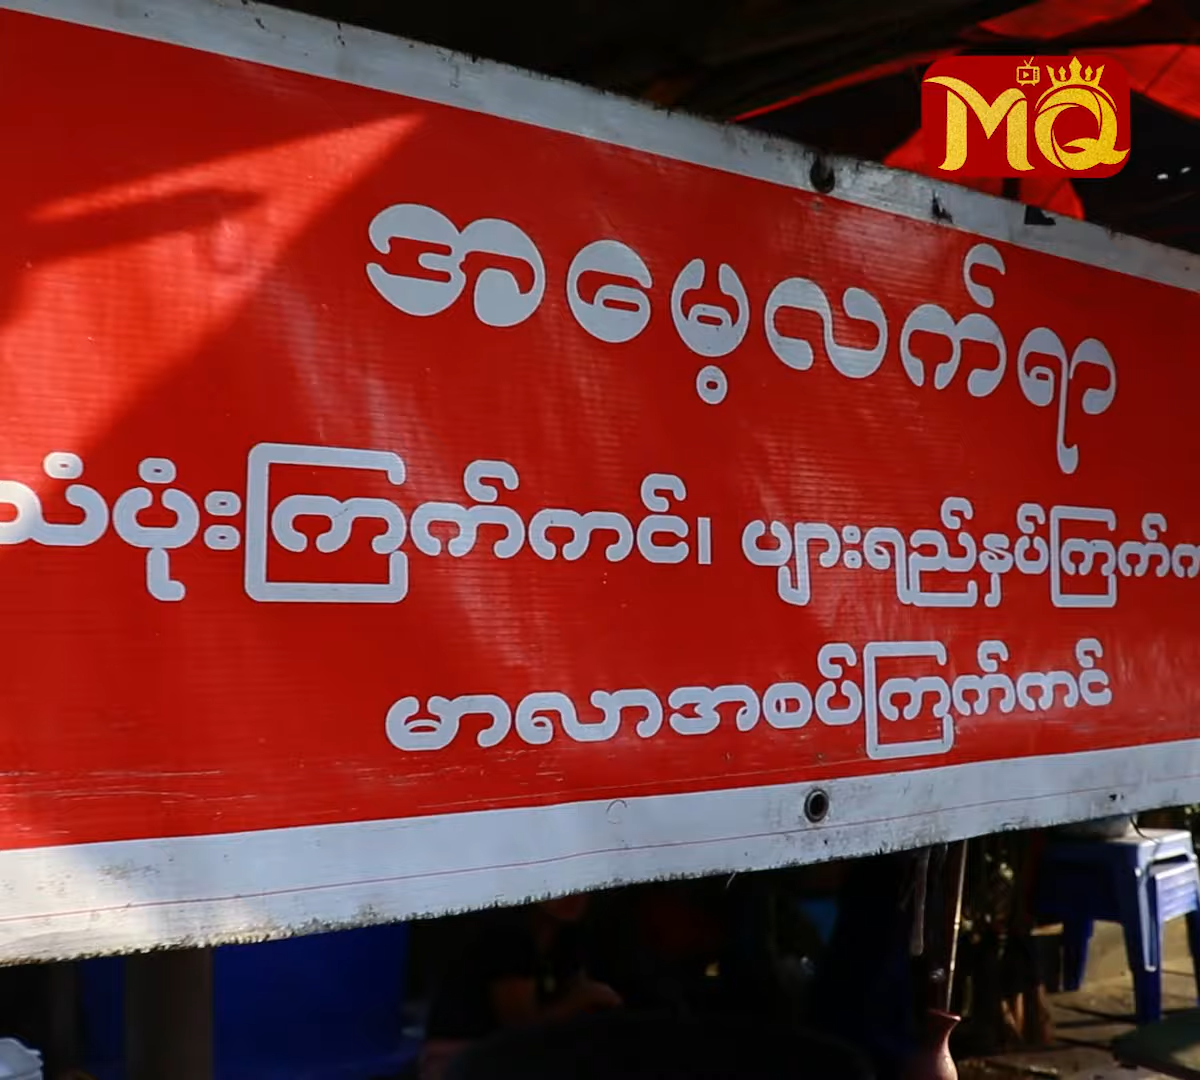 MQ
အမေ့လက်ရာ
သံပုံးကြက်ကင်၊ ပျားရည်နှပ်ကြက်က
မာလာအစပ်ကြက်ကင်